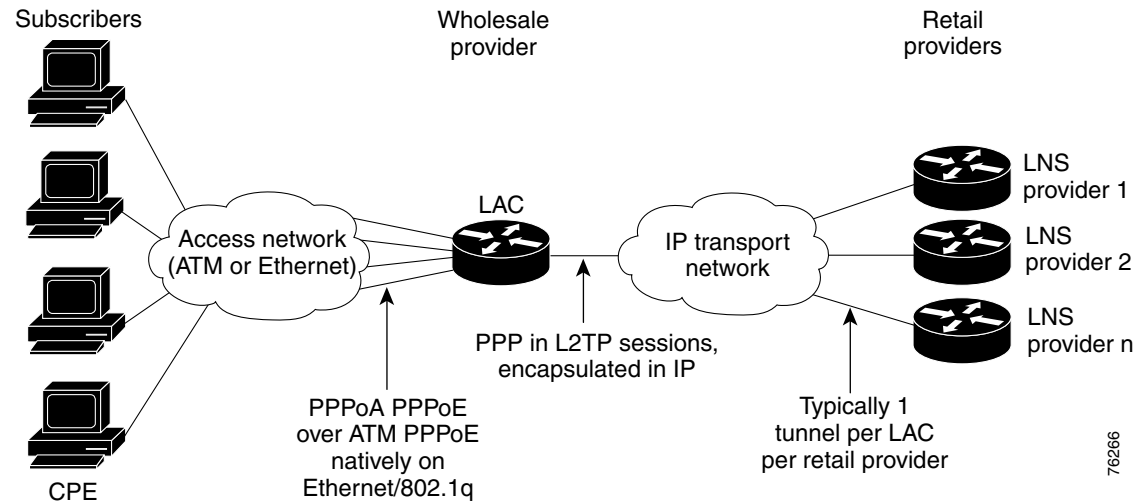 Subscribers
Wholesale
provider
Retail
providers
LAC
LNS
provider 1
Access network
(ATM or Ethernet)
IP transport
network
LNS
provider 2
LNS
provider n
PPP in L2TP sessions,
encapsulated in IP
PPPoA PPPoE
over ATM PPPoE
natively on
Ethernet/802.1q
Typically 1
tunnel per LAC
per retail provider
CPE
76266